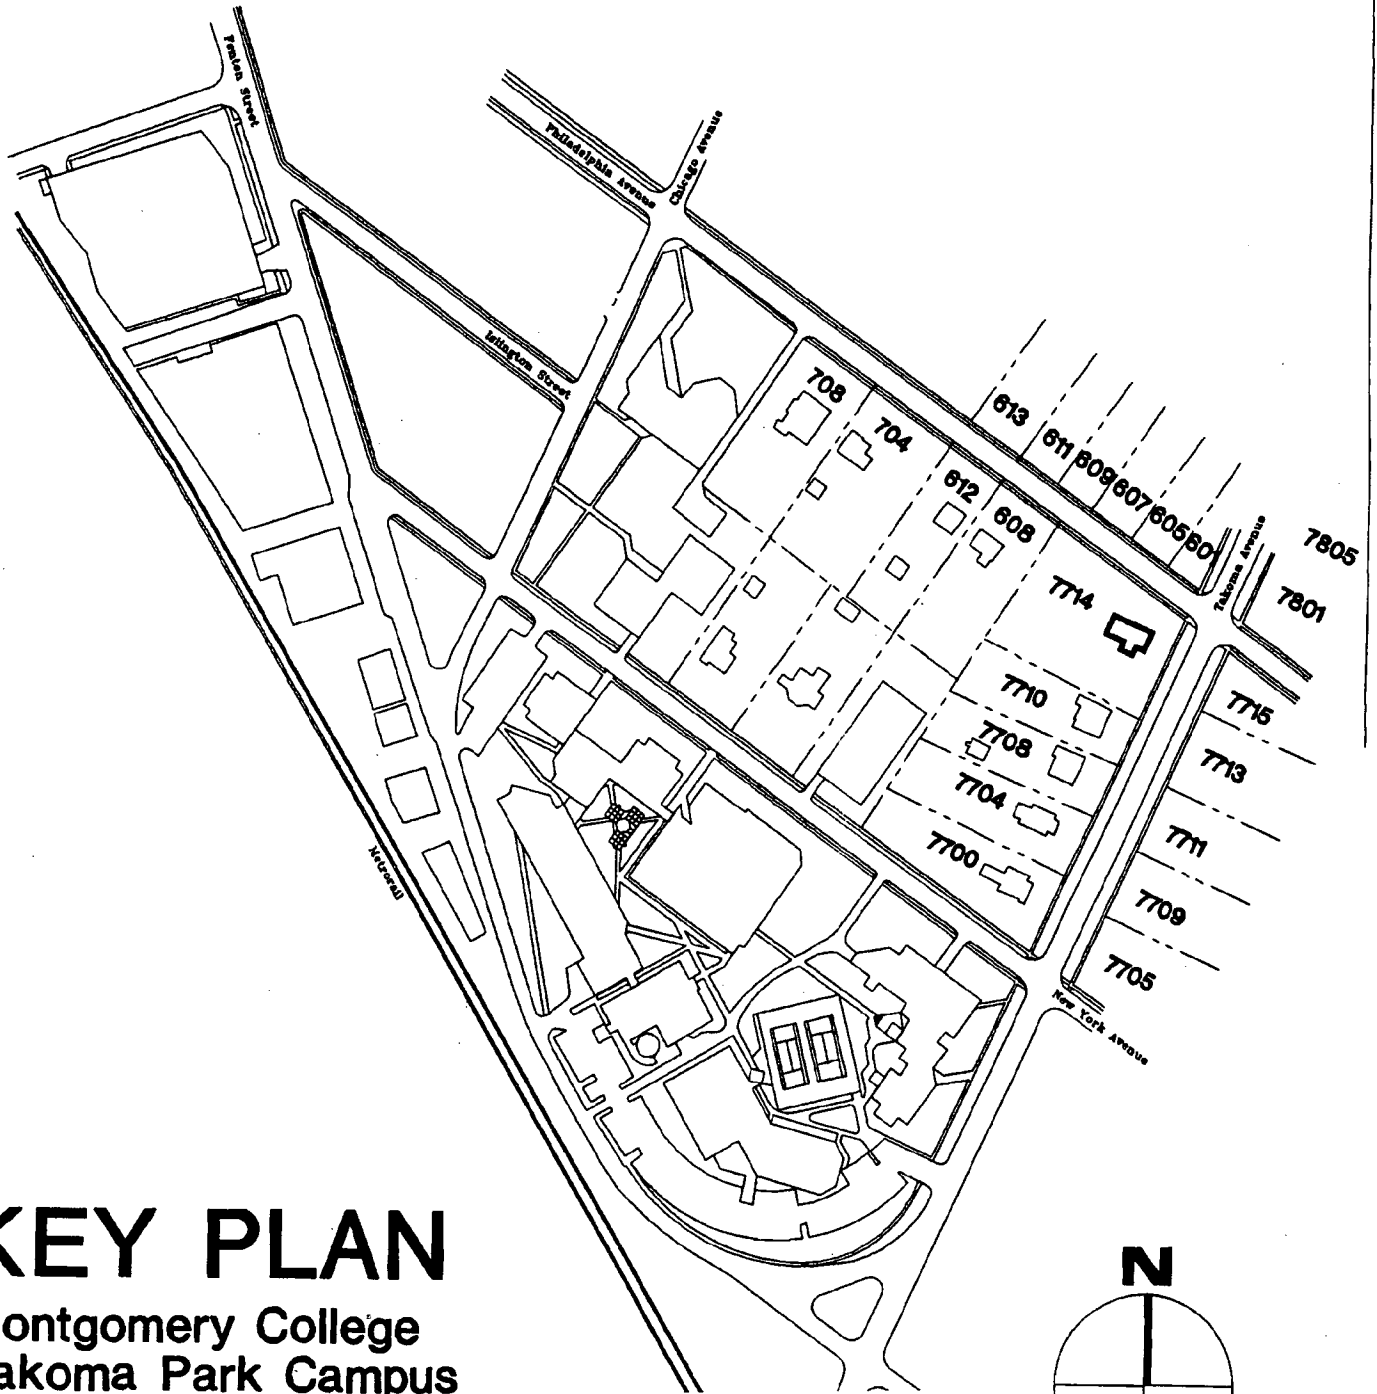 Fenton Street
Philadelphia Avenue
Chicago Avenue
Islington Street
708
704
613
611
609
607
605
601
612
608
Takoma Avenue
7805
7801
7714
7710
7708
7704
7700
7715
7713
7711
7709
7705
Metrorail
New York Avenue
KEY PLAN
ontgomery College
akoma Park Campus
N